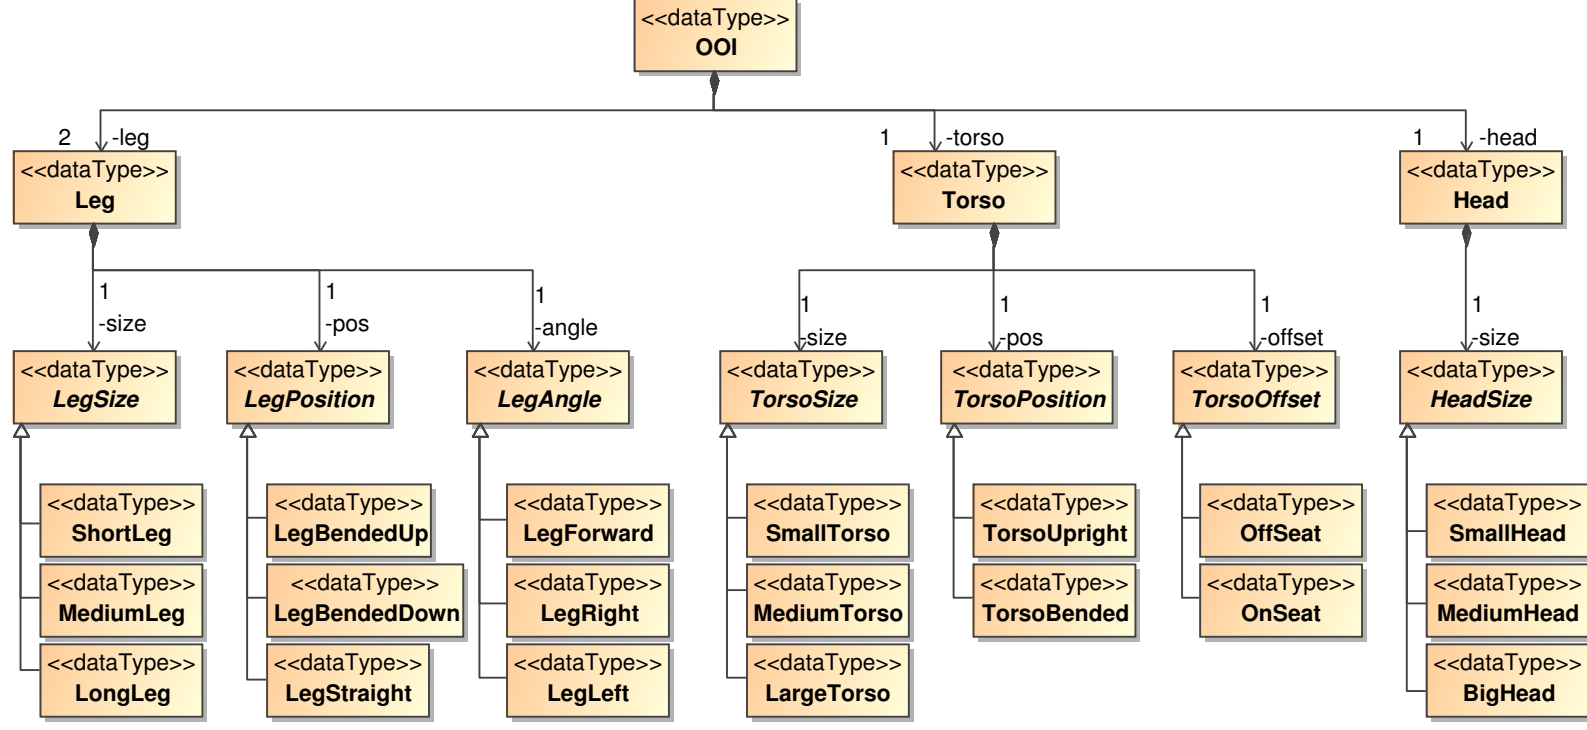 <<dataType>>
OOI
2 -leg
1 -torso
1 -head
<<dataType>>
Leg
<<dataType>>
Torso
<<dataType>>
Head
1
-size
1
-pos
1
-angle
1
-size
1
-pos
1
-offset
1
-size
<<dataType>>
LegSize
<<dataType>>
LegPosition
<<dataType>>
LegAngle
<<dataType>>
TorsoSize
<<dataType>>
TorsoPosition
<<dataType>>
TorsoOffset
<<dataType>>
HeadSize
<<dataType>>
ShortLeg
<<dataType>>
MediumLeg
<<dataType>>
LongLeg
<<dataType>>
LegBendedUp
<<dataType>>
LegBendedDown
<<dataType>>
LegStraight
<<dataType>>
LegForward
<<dataType>>
LegRight
<<dataType>>
LegLeft
<<dataType>>
SmallTorso
<<dataType>>
MediumTorso
<<dataType>>
LargeTorso
<<dataType>>
TorsoUpright
<<dataType>>
TorsoBended
<<dataType>>
OffSeat
<<dataType>>
OnSeat
<<dataType>>
SmallHead
<<dataType>>
MediumHead
<<dataType>>
BigHead